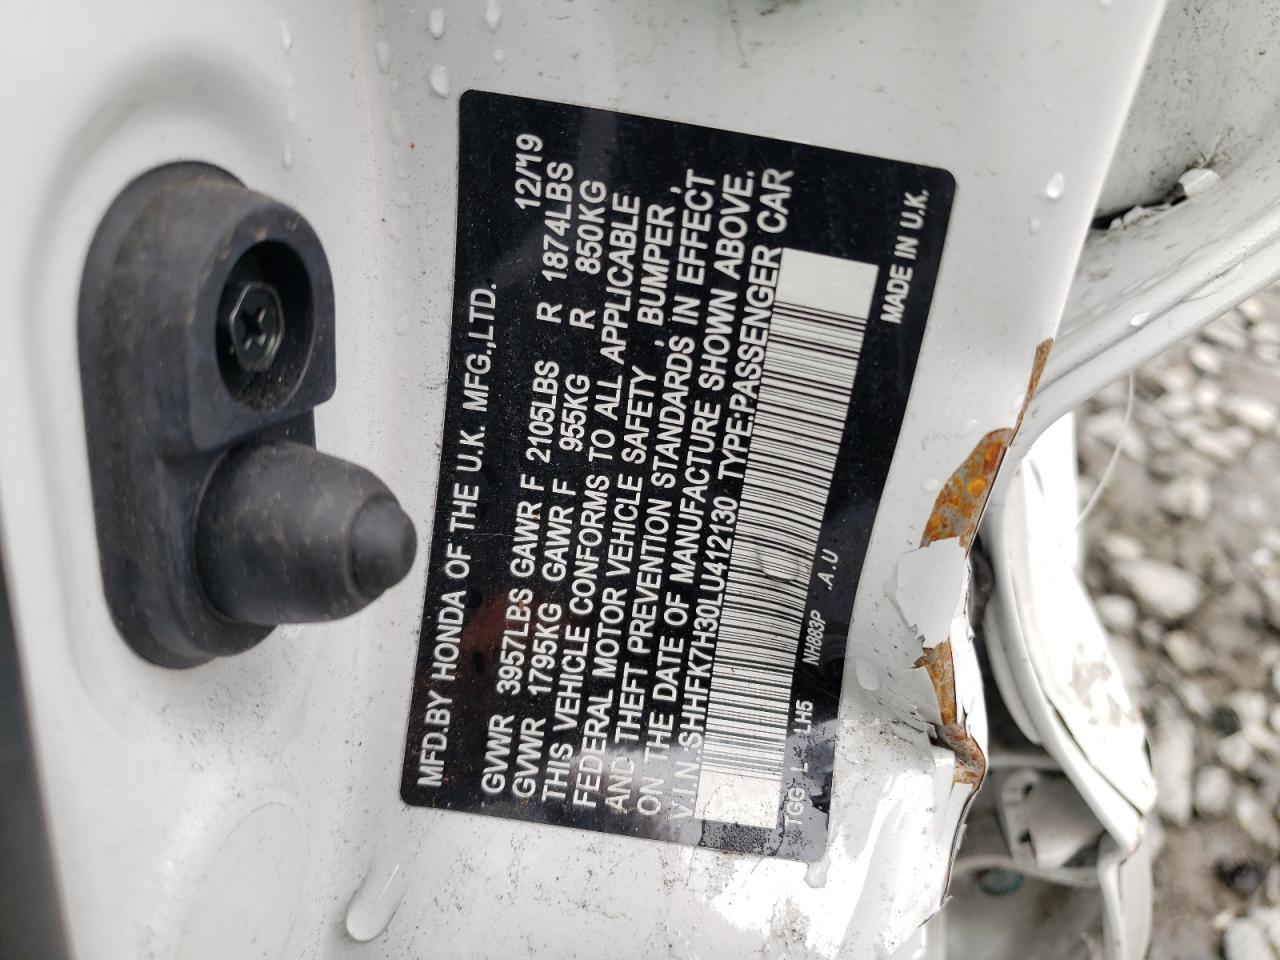 MFD.BY HONDA OF THE U.K. MFG.,LTD.
12/'19
GVWR 3957LBS GAWR F 2105LBS R 1874LBS
GVWR 1795KG GAWR F 955KG R 850KG
THIS VEHICLE CONFORMS TO ALL APPLICABLE
FEDERAL MOTOR VEHICLE SAFETY , BUMPER ,
AND THEFT PREVENTION STANDARDS IN EFFECT
ON THE DATE OF MANUFACTURE SHOWN ABOVE.
V.I.N.:SHHFK7H30LU412130 TYPE:PASSENGER CAR
TGG L LH5 NH883P .A.U MADE IN U.K.